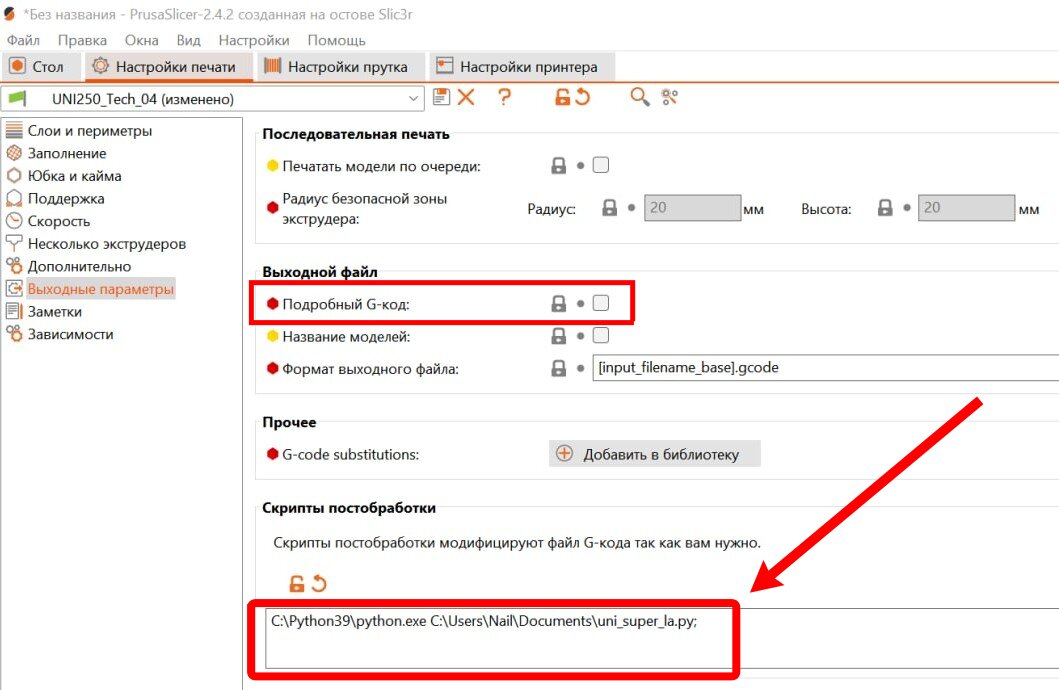 *Без названия - PrusaSlicer-2.4.2 созданная на остове Slic3r
Файл Правка Окна Вид Настройки Помощь
Стол Настройки печати Настройки прутка Настройки принтера
UNI250_Tech_04 (изменено)
Слои и периметры
Заполнение
Юбка и кайма
Поддержка
Скорость
Несколько экструдеров
Дополнительно
Выходные параметры
Заметки
Зависимости
Последовательная печать
Печатать модели по очереди:
Радиус безопасной зоны
экструдера:
Радиус: 20 мм Высота: 20 мм
Выходной файл
Подробный G-код:
Название моделей:
Формат выходного файла: [input_filename_base].gcode
Прочее
G-code substitutions: Добавить в библиотеку
Скрипты постобработки
Скрипты постобработки модифицируют файл G-кода так как вам нужно.
C:\Python39\python.exe C:\Users\Nail\Documents\uni_super_la.py;